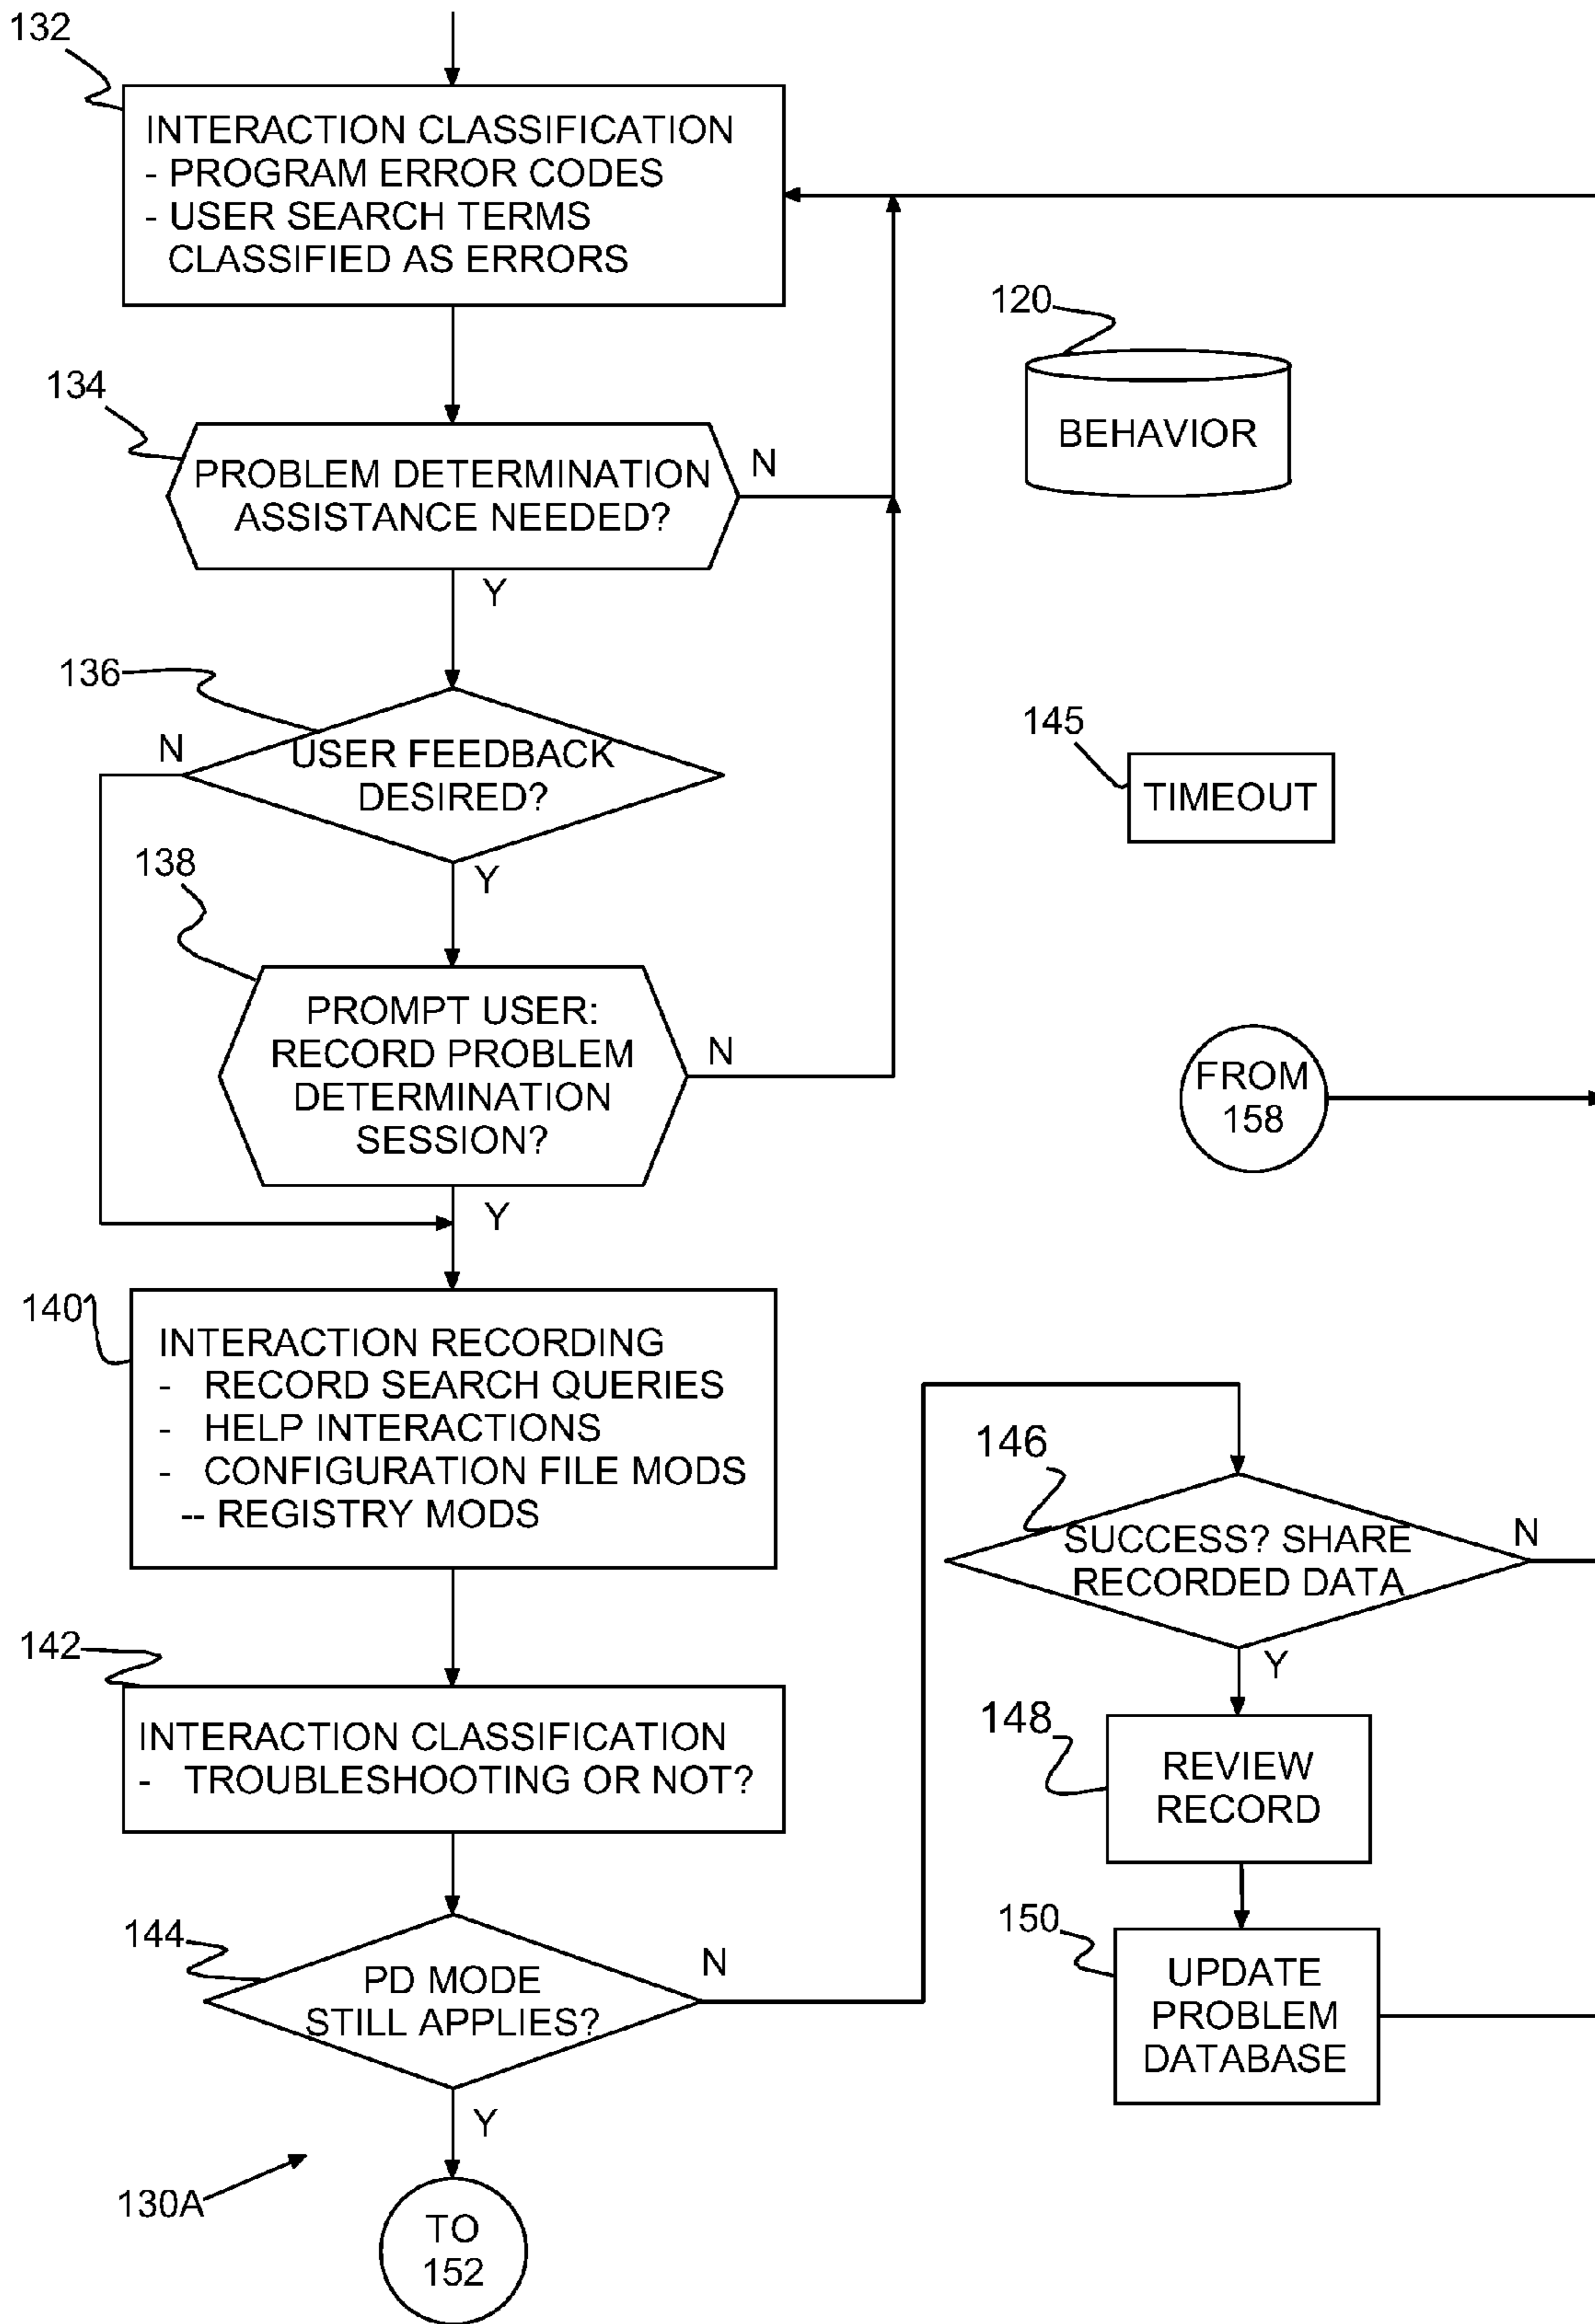 132
INTERACTION CLASSIFICATION
- PROGRAM ERROR CODES
- USER SEARCH TERMS
CLASSIFIED AS ERRORS
120
BEHAVIOR
134
PROBLEM DETERMINATION
ASSISTANCE NEEDED?
N
Y
136
N
USER FEEDBACK
DESIRED?
Y
145
TIMEOUT
138
PROMPT USER:
RECORD PROBLEM
DETERMINATION
SESSION?
N
Y
FROM
158
140
INTERACTION RECORDING
- RECORD SEARCH QUERIES
- HELP INTERACTIONS
- CONFIGURATION FILE MODS
-- REGISTRY MODS
142
INTERACTION CLASSIFICATION
- TROUBLESHOOTING OR NOT?
144
PD MODE
STILL APPLIES?
N
Y
146
SUCCESS? SHARE
RECORDED DATA
N
Y
148
REVIEW
RECORD
150
UPDATE
PROBLEM
DATABASE
130A
TO
152